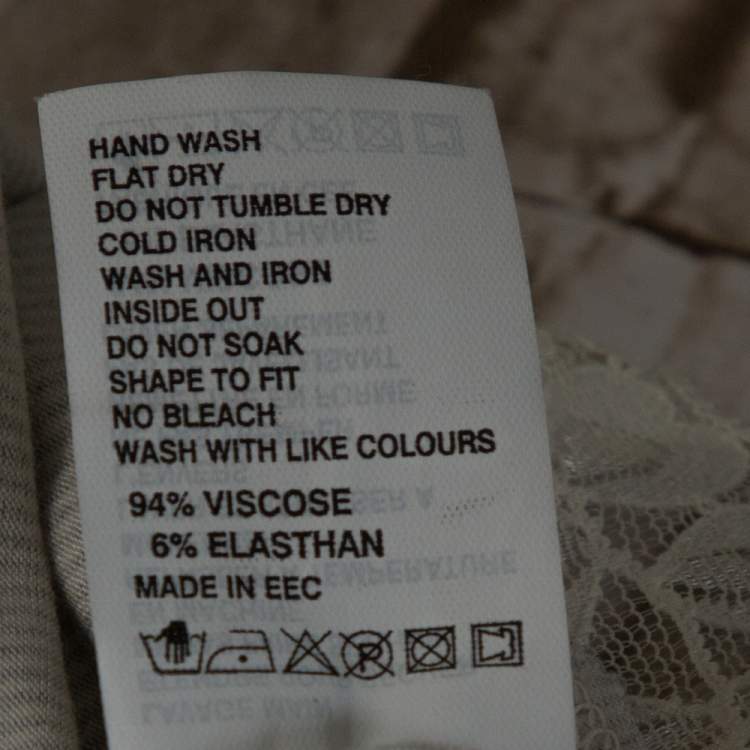 HAND WASH
FLAT DRY
DO NOT TUMBLE DRY
COLD IRON
WASH AND IRON
INSIDE OUT
DO NOT SOAK
SHAPE TO FIT
NO BLEACH
WASH WITH LIKE COLOURS
94% VISCOSE
6% ELASTHAN
MADE IN EEC
P